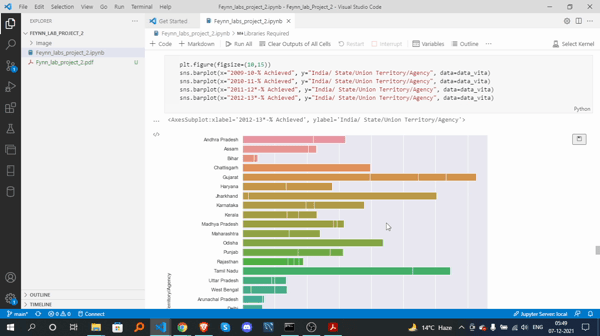 File Edit Selection View Go Run Terminal Help
Feynn_labs_project_2.ipynb - Feynn_lab_Project_2 - Visual Studio Code
EXPLORER
FEYNN_LAB_PROJECT_2
Image
Feynn_labs_project_2.ipynb
M
Fynn_lab_project_2.pdf
U
OUTLINE
TIMELINE
Get Started
Feynn_labs_project_2.ipynb M
Feynn_labs_project_2.ipynb > Libraries Required
+ Code + Markdown Run All Clear Outputs of All Cells Restart Interrupt Variables Outline ... Select Kernel
plt.figure(figsize=(10,15))
sns.barplot(x="2009-10-% Achieved", y="India/ State/Union Territory/Agency", data=data_vita)
sns.barplot(x="2010-11-% Achieved", y="India/ State/Union Territory/Agency", data=data_vita)
sns.barplot(x="2011-12*-% Achieved", y="India/ State/Union Territory/Agency", data=data_vita)
sns.barplot(x="2012-13*-% Achieved", y="India/ State/Union Territory/Agency", data=data_vita)
Python
<AxesSubplot:xlabel='2012-13*-% Achieved', ylabel='India/ State/Union Territory/Agency'>
Andhra Pradesh
Assam
Bihar
Chattisgarh
Gujarat
Haryana
Jharkhand
Karnataka
Kerala
Madhya Pradesh
Maharashtra
Odisha
Punjab
Rajasthan
Tamil Nadu
Uttar Pradesh
West Bengal
Arunachal Pradesh
Territory/Agency
main* 0 0 Connect
Jupyter Server: local
14°C Haze
ENG
05:49
07-12-2021